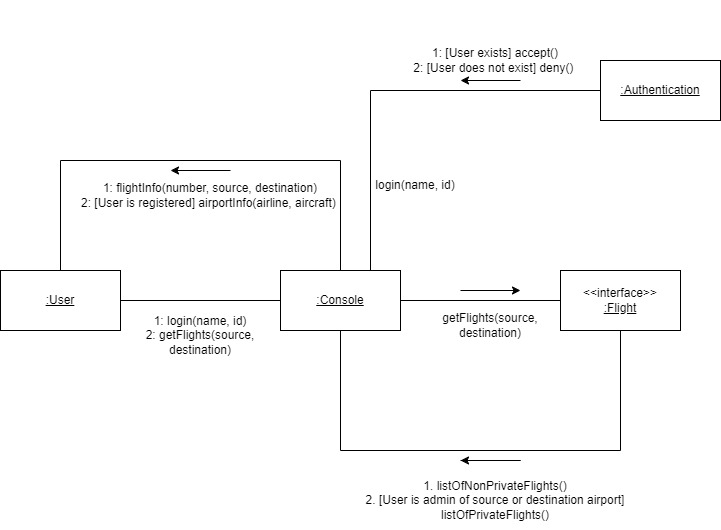 1: [User exists] accept()
2: [User does not exist] deny()
:Authentication
1: flightInfo(number, source, destination)
2: [User is registered] airportInfo(airline, aircraft)
login(name, id)
:User
:Console
<<interface>>
:Flight
1: login(name, id)
2: getFlights(source,
destination)
getFlights(source,
destination)
1. listOfNonPrivateFlights()
2. [User is admin of source or destination airport]
listOfPrivateFlights()